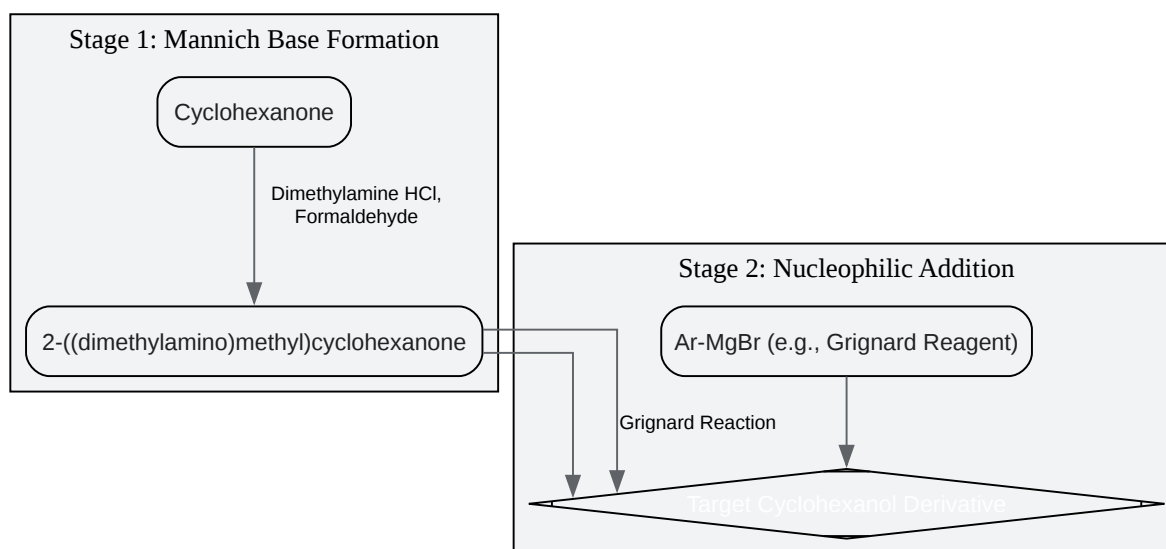 Stage 1: Mannich Base Formation
Cyclohexanone
Dimethylamine HCl,
Formaldehyde
2-((dimethylamino)methyl)cyclohexanone
Stage 2: Nucleophilic Addition
Ar-MgBr (e.g., Grignard Reagent)
Grignard Reaction
Target Cyclohexanol Derivative